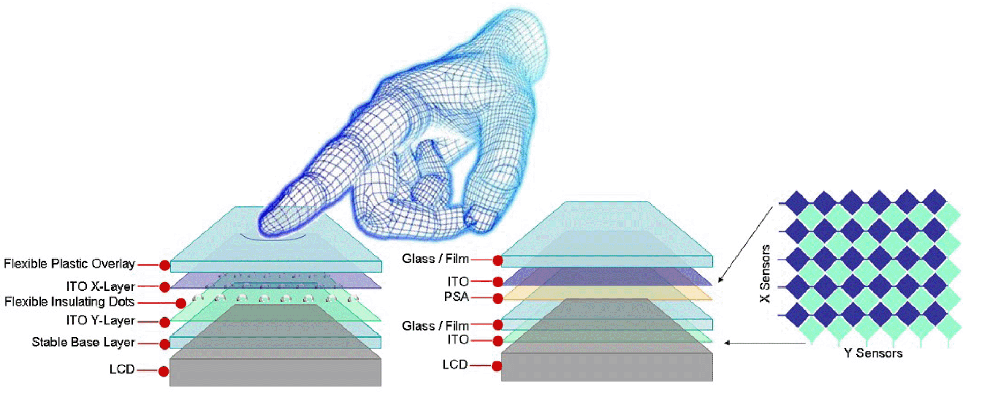 Flexible Plastic Overlay
ITO X-Layer
Flexible Insulating Dots
ITO Y-Layer
Stable Base Layer
LCD
Glass / Film
ITO
PSA
Glass / Film
ITO
LCD
X Sensors
Y Sensors